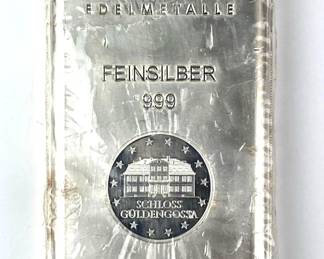 EDELMETALLE
FEINSILBER
999
SCHLOSS
GÜLDENGOSSA